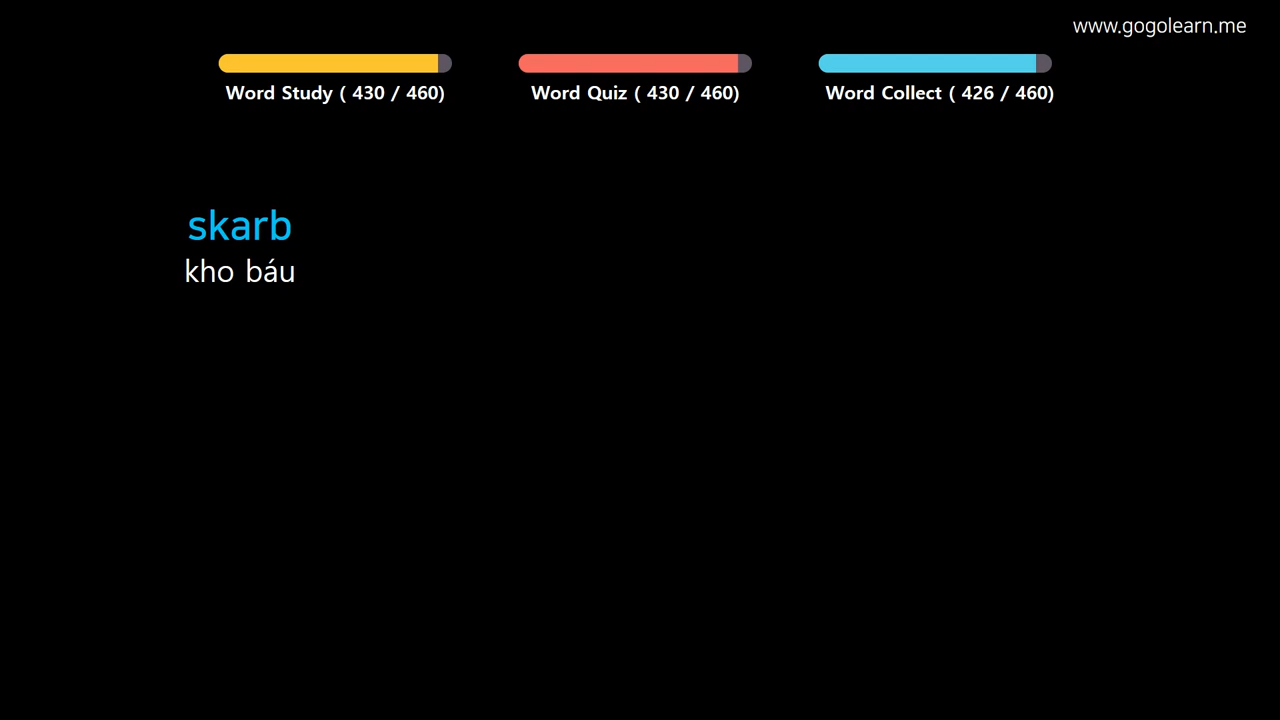 www.gogolearn.me
Word Study ( 430 / 460)
Word Quiz ( 430 / 460)
Word Collect ( 426 / 460)
skarb
kho báu